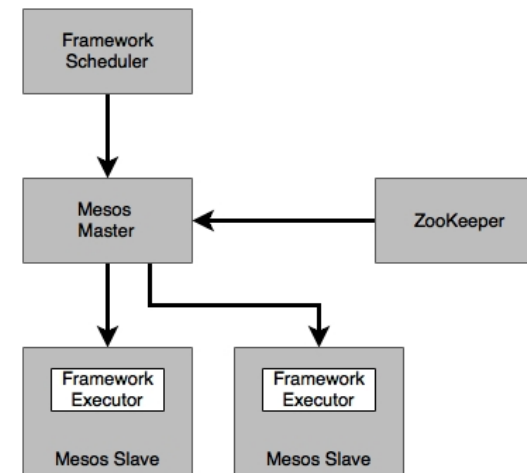 Framework
Scheduler
Mesos
Master
ZooKeeper
Framework
Executor
Mesos Slave
Framework
Executor
Mesos Slave